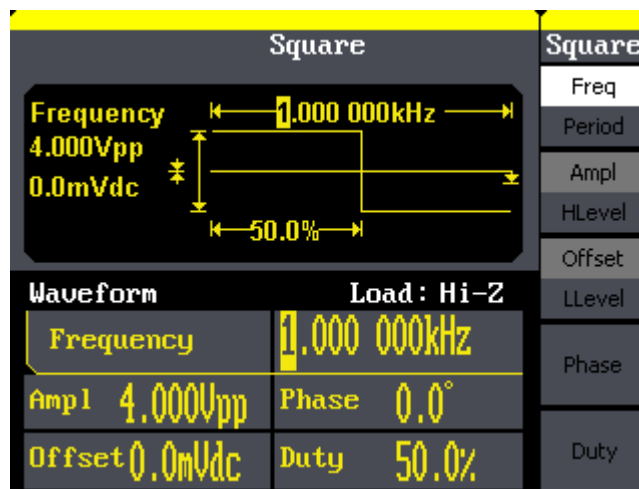 Square
Frequency
1.000 000kHz
4.000Vpp
0.0mVdc
50.0%
Waveform Load: Hi-Z
Frequency 1.000 000kHz
Ampl 4.000Vpp Phase 0.0°
Offset 0.0mVdc Duty 50.0%
Square
Freq
Period
Ampl
HLevel
Offset
LLevel
Phase
Duty